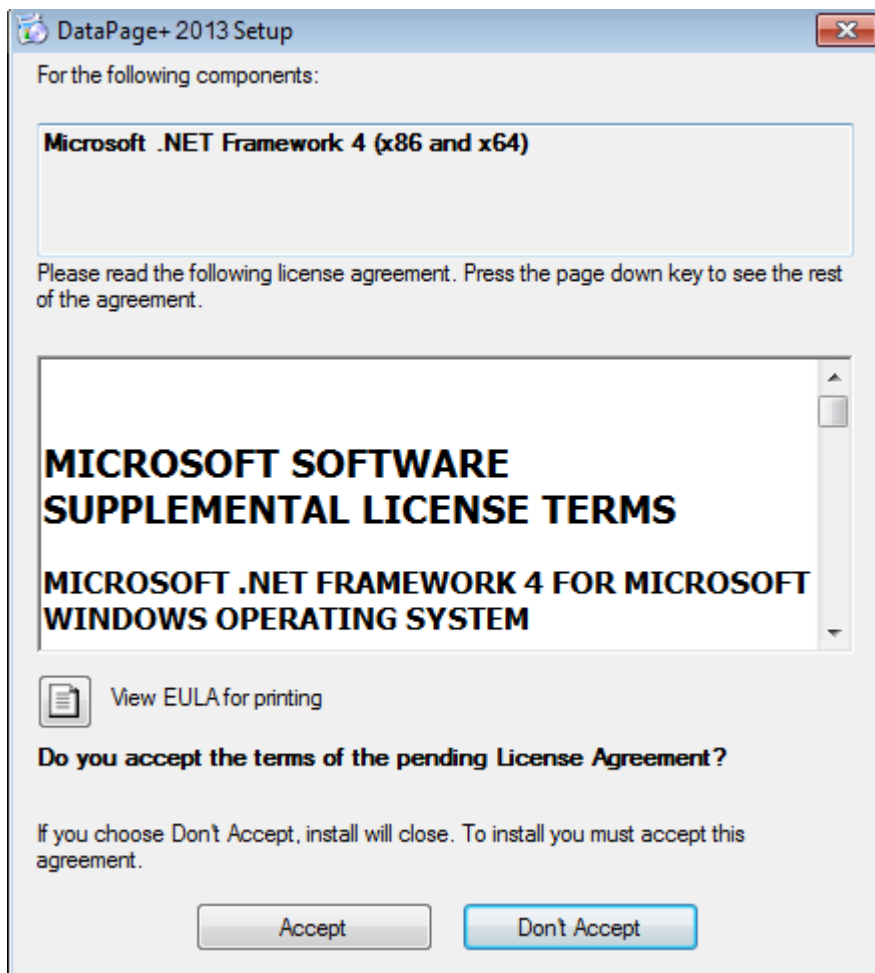 DataPage+ 2013 Setup
For the following components:
Microsoft .NET Framework 4 (x86 and x64)
Please read the following license agreement. Press the page down key to see the rest
of the agreement.
MICROSOFT SOFTWARE
SUPPLEMENTAL LICENSE TERMS
MICROSOFT .NET FRAMEWORK 4 FOR MICROSOFT
WINDOWS OPERATING SYSTEM
View EULA for printing
Do you accept the terms of the pending License Agreement?
If you choose Don't Accept, install will close. To install you must accept this
agreement.
Accept Don't Accept